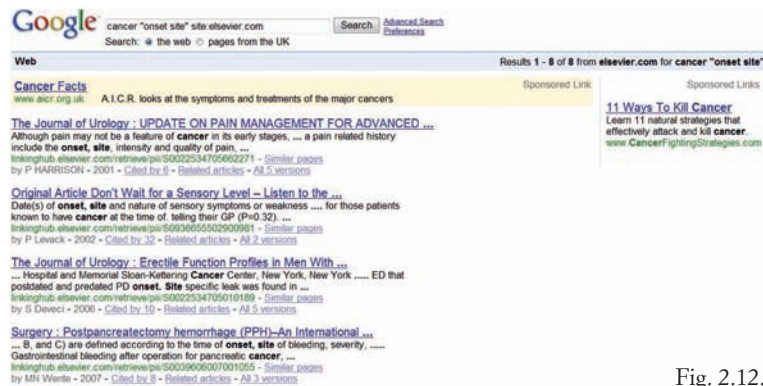 Google cancer "onset site" site:elsevier.com Search Advanced Search
Preferences
Search: the web pages from the UK
Web Results 1 - 8 of 8 from elsevier.com for cancer "onset site"
Cancer Facts Sponsored Link
www.aicr.org.uk A.I.C.R. looks at the symptoms and treatments of the major cancers
The Journal of Urology : UPDATE ON PAIN MANAGEMENT FOR ADVANCED ...
Although pain may not be a feature of cancer in its early stages, ... a pain related history
include the onset, site, intensity and quality of pain, ...
linkinghub.elsevier.com/retrieve/pii/S0022534705662271 - Similar pages
by P HARRISON - 2001 - Cited by 6 - Related articles - All 5 versions
Original Article Don't Wait for a Sensory Level – Listen to the ...
Date(s) of onset, site and nature of sensory symptoms or weakness .... for those patients
known to have cancer at the time of. telling their GP (P=0.32). ...
linkinghub.elsevier.com/retrieve/pii/S0936655502900981 - Similar pages
by P Levack - 2002 - Cited by 32 - Related articles - All 2 versions
The Journal of Urology : Erectile Function Profiles in Men With ...
... Hospital and Memorial Sloan-Kettering Cancer Center, New York, New York ..... ED that
postdated and predated PD onset. Site specific leak was found in ...
linkinghub.elsevier.com/retrieve/pii/S0022534705010189 - Similar pages
by S Deveci - 2006 - Cited by 10 - Related articles - All 5 versions
Surgery : Postpancreatectomy hemorrhage (PPH)–An International ...
... B, and C) are defined according to the time of onset, site of bleeding, severity, .....
Gastrointestinal bleeding after operation for pancreatic cancer, ...
linkinghub.elsevier.com/retrieve/pii/S0039606007001055 - Similar pages
by MN Wente - 2007 - Cited by 8 - Related articles - All 3 versions
Sponsored Links
11 Ways To Kill Cancer
Learn 11 natural strategies that
effectively attack and kill cancer.
www.CancerFightingStrategies.com
Fig. 2.12.